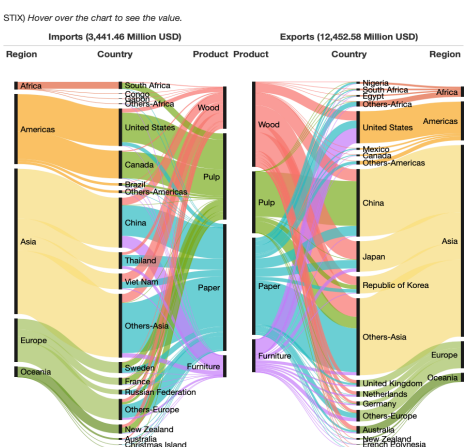 STIX) Hover over the chart to see the value.
Imports (3,441.46 Million USD)
Exports (12,452.58 Million USD)
Region Country Product
Product Country Region
Africa
Americas
Asia
Europe
Oceania
South Africa
Congo
Gabon
Others-Africa
United States
Canada
Brazil
Others-Americas
China
Thailand
Viet Nam
Others-Asia
Sweden
France
Russian Federation
Others-Europe
New Zealand
Australia
Christmas Island
Wood
Pulp
Paper
Furniture
Wood
Pulp
Paper
Furniture
Nigeria
South Africa
Egypt
Others-Africa
United States
Mexico
Canada
Others-Americas
China
Japan
Republic of Korea
Others-Asia
United Kingdom
Netherlands
Germany
Others-Europe
Australia
New Zealand
French Polynesia
Africa
Americas
Asia
Europe
Oceania